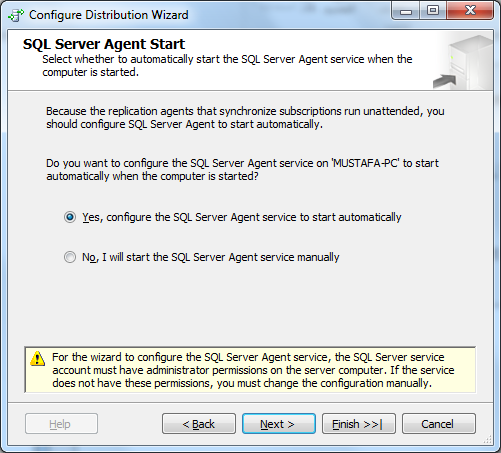 Configure Distribution Wizard
SQL Server Agent Start
Select whether to automatically start the SQL Server Agent service when the
computer is started.
Because the replication agents that synchronize subscriptions run unattended, you
should configure SQL Server Agent to start automatically.
Do you want to configure the SQL Server Agent service on 'MUSTAFA-PC' to start
automatically when the computer is started?
Yes, configure the SQL Server Agent service to start automatically
No, I will start the SQL Server Agent service manually
For the wizard to configure the SQL Server Agent service, the SQL Server service
account must have administrator permissions on the server computer. If the service
does not have these permissions, you must change the configuration manually.
Help
< Back
Next >
Finish >>|
Cancel